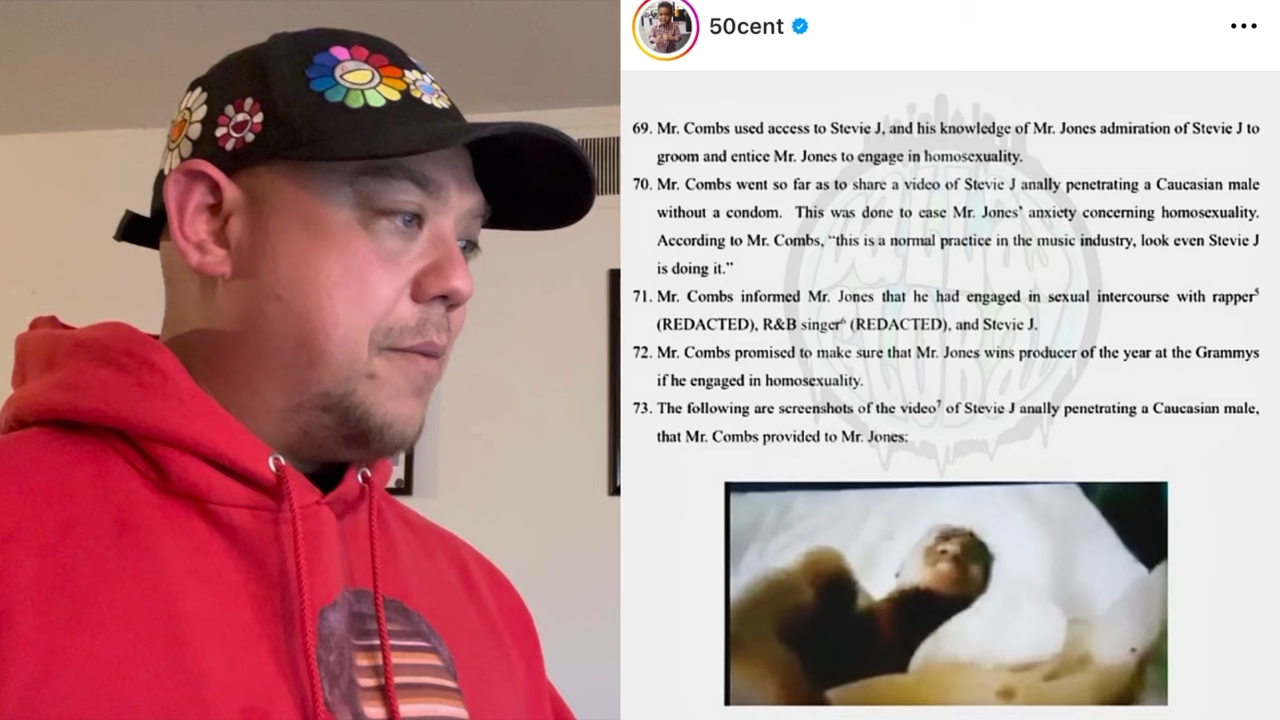 50cent
69. Mr. Combs used access to Stevie J, and his knowledge of Mr. Jones admiration of Stevie J to
groom and entice Mr. Jones to engage in homosexuality.
70. Mr. Combs went so far as to share a video of Stevie J anally penetrating a Caucasian male
without a condom. This was done to ease Mr. Jones’ anxiety concerning homosexuality.
According to Mr. Combs, “this is a normal practice in the music industry, look even Stevie J
is doing it.”
71. Mr. Combs informed Mr. Jones that he had engaged in sexual intercourse with rapper⁵
(REDACTED), R&B singer⁶ (REDACTED), and Stevie J.
72. Mr. Combs promised to make sure that Mr. Jones wins producer of the year at the Grammys
if he engaged in homosexuality.
73. The following are screenshots of the video⁷ of Stevie J anally penetrating a Caucasian male,
that Mr. Combs provided to Mr. Jones: